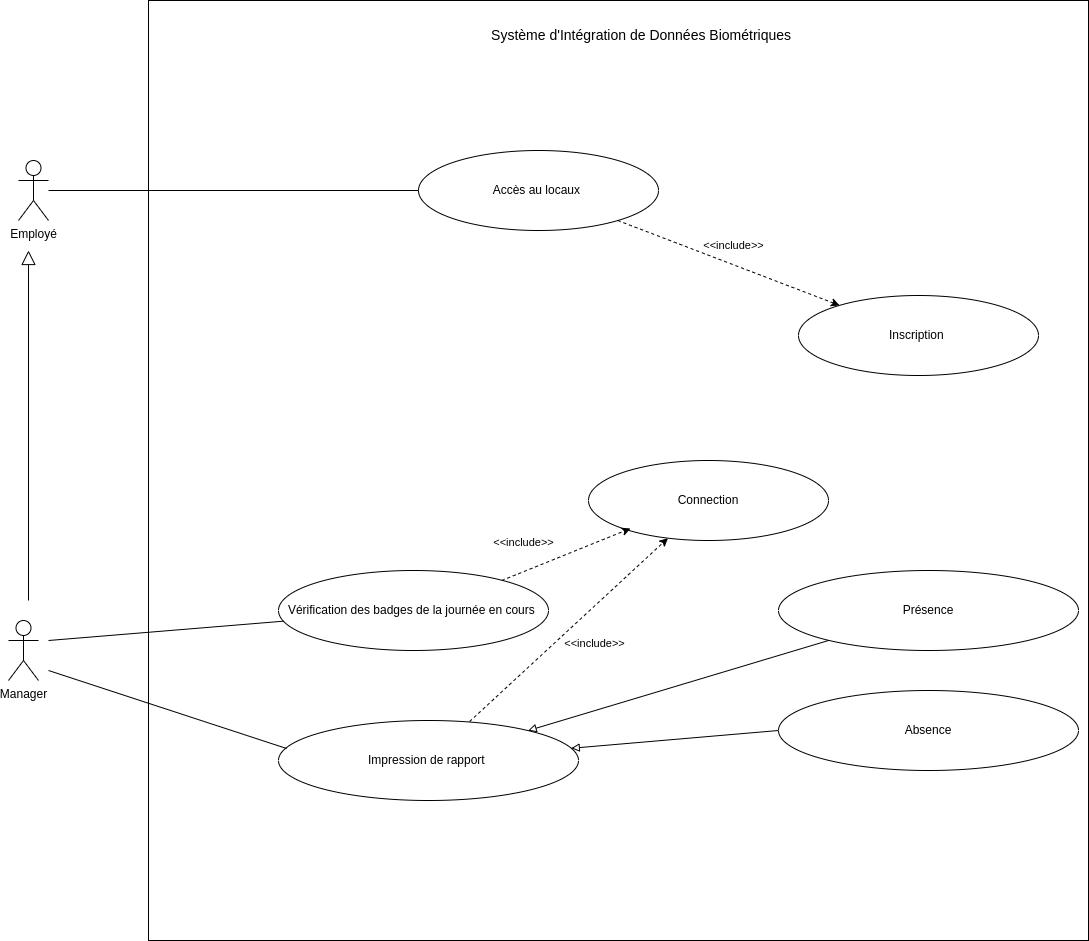 Système d'Intégration de Données Biométriques
Accès au locaux
Employé
<<include>>
Inscription
Connection
<<include>>
Vérification des badges de la journée en cours
Présence
<<include>>
Manager
Absence
Impression de rapport